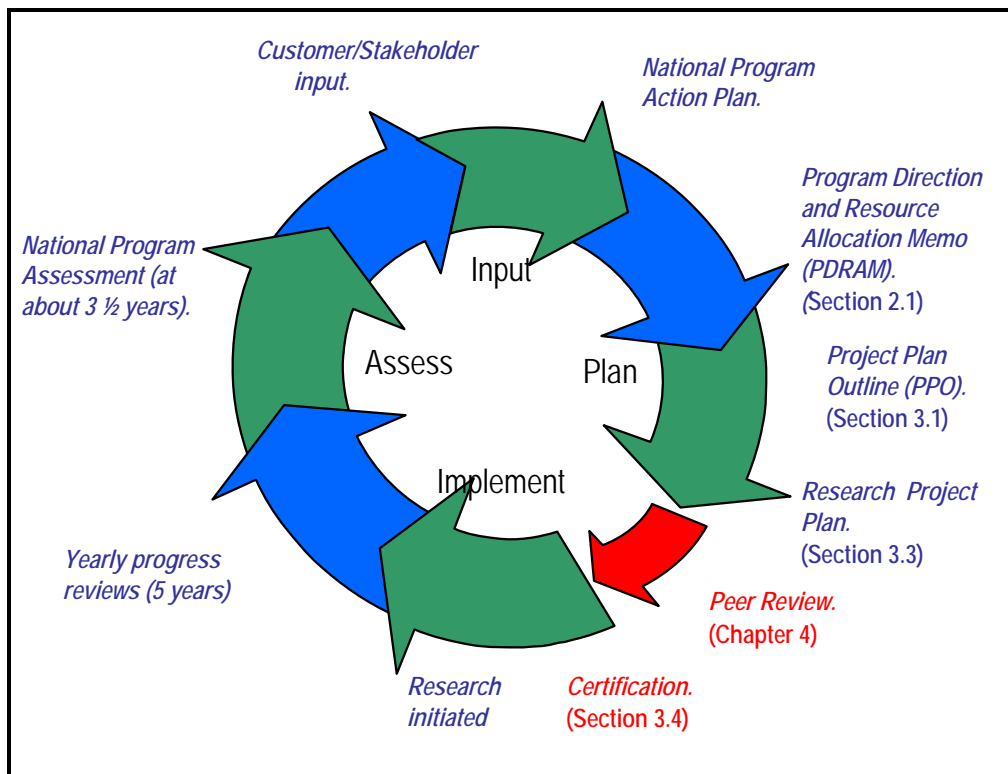 Customer/Stakeholder
input.
National Program
Action Plan.
Program Direction
and Resource
Allocation Memo
(PDRAM).
(Section 2.1)
Project Plan
Outline (PPO).
(Section 3.1)
Research Project
Plan.
(Section 3.3)
Peer Review.
(Chapter 4)
Certification.
(Section 3.4)
Research
initiated
Yearly progress
reviews (5 years)
National Program
Assessment (at
about 3 ½ years).
Input
Plan
Implement
Assess